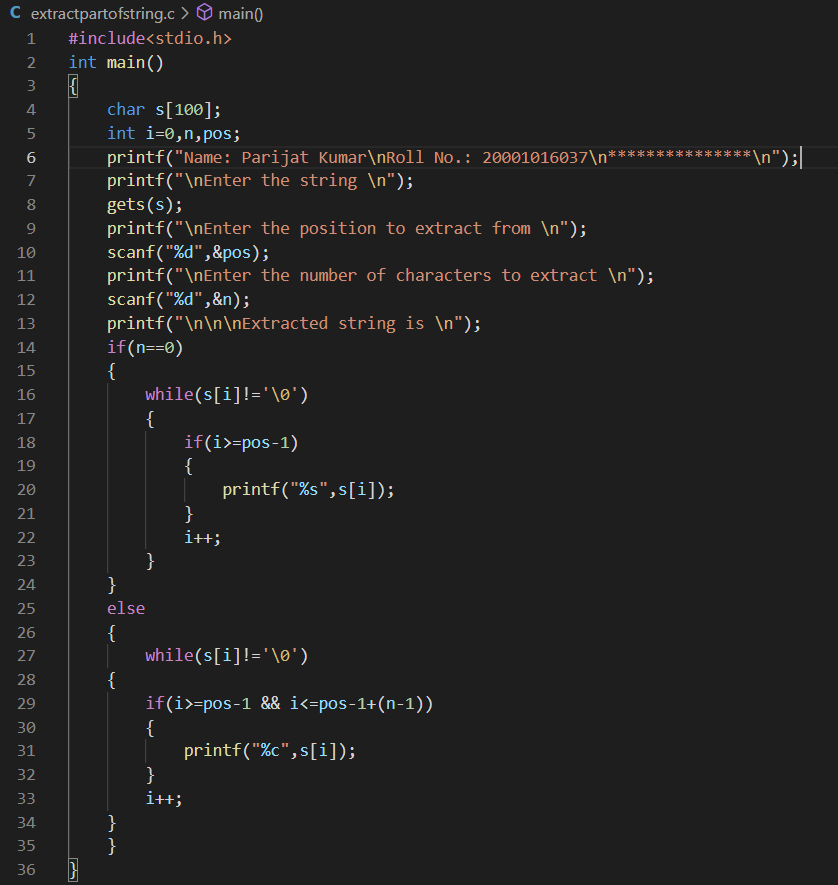 C extractpartofstring.c > main()
1 #include<stdio.h>
2 int main()
3 {
4     char s[100];
5     int i=0,n,pos;
6     printf("Name: Parijat Kumar\nRoll No.: 20001016037\n***************\n");
7     printf("\nEnter the string \n");
8     gets(s);
9     printf("\nEnter the position to extract from \n");
10     scanf("%d",&pos);
11     printf("\nEnter the number of characters to extract \n");
12     scanf("%d",&n);
13     printf("\n\n\nExtracted string is \n");
14     if(n==0)
15     {
16         while(s[i]!='\0')
17         {
18             if(i>=pos-1)
19             {
20                 printf("%s",s[i]);
21             }
22             i++;
23         }
24     }
25     else
26     {
27         while(s[i]!='\0')
28     {
29         if(i>=pos-1 && i<=pos-1+(n-1))
30         {
31             printf("%c",s[i]);
32         }
33         i++;
34     }
35     }
36 }